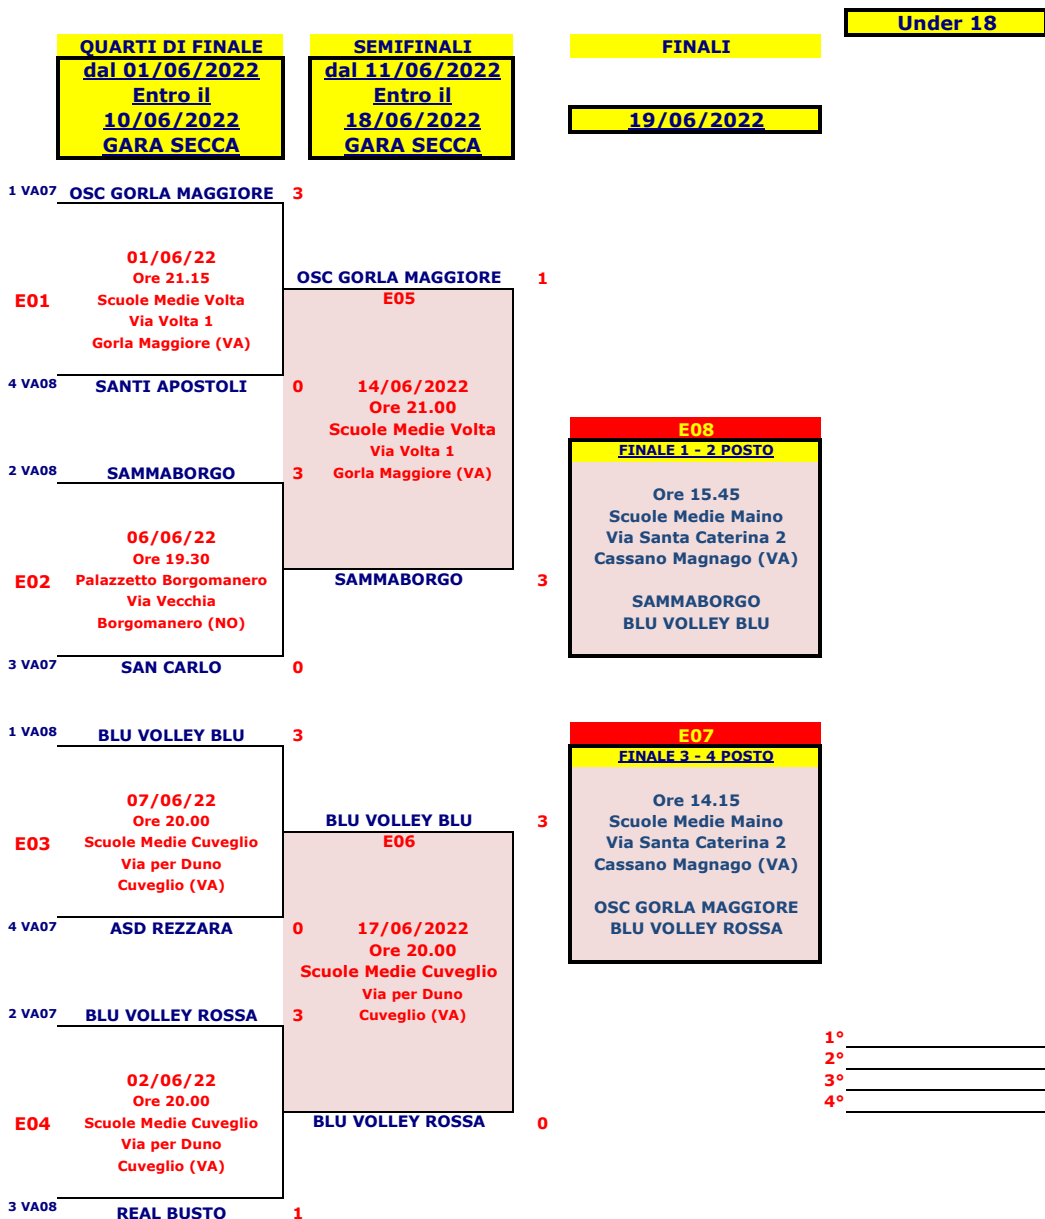 Under 18
QUARTI DI FINALE
dal 01/06/2022
Entro il
10/06/2022
GARA SECCA
SEMIFINALI
dal 11/06/2022
Entro il
18/06/2022
GARA SECCA
FINALI
19/06/2022
1 VA07 OSC GORLA MAGGIORE 3
E01
01/06/22
Ore 21.15
Scuole Medie Volta
Via Volta 1
Gorla Maggiore (VA)
4 VA08 SANTI APOSTOLI 0
2 VA08 SAMMABORGO 3
E02
06/06/22
Ore 19.30
Palazzetto Borgomanero
Via Vecchia
Borgomanero (NO)
3 VA07 SAN CARLO 0
1 VA08 BLU VOLLEY BLU 3
E03
07/06/22
Ore 20.00
Scuole Medie Cuveglio
Via per Duno
Cuveglio (VA)
4 VA07 ASD REZZARA 0
2 VA07 BLU VOLLEY ROSSA 3
E04
02/06/22
Ore 20.00
Scuole Medie Cuveglio
Via per Duno
Cuveglio (VA)
3 VA08 REAL BUSTO 1
OSC GORLA MAGGIORE 1
E05
14/06/2022
Ore 21.00
Scuole Medie Volta
Via Volta 1
Gorla Maggiore (VA)
SAMMABORGO 3
BLU VOLLEY BLU 3
E06
17/06/2022
Ore 20.00
Scuole Medie Cuveglio
Via per Duno
Cuveglio (VA)
BLU VOLLEY ROSSA 0
E08
FINALE 1 - 2 POSTO
Ore 15.45
Scuole Medie Maino
Via Santa Caterina 2
Cassano Magnago (VA)
SAMMABORGO
BLU VOLLEY BLU
E07
FINALE 3 - 4 POSTO
Ore 14.15
Scuole Medie Maino
Via Santa Caterina 2
Cassano Magnago (VA)
OSC GORLA MAGGIORE
BLU VOLLEY ROSSA
1°
2°
3°
4°